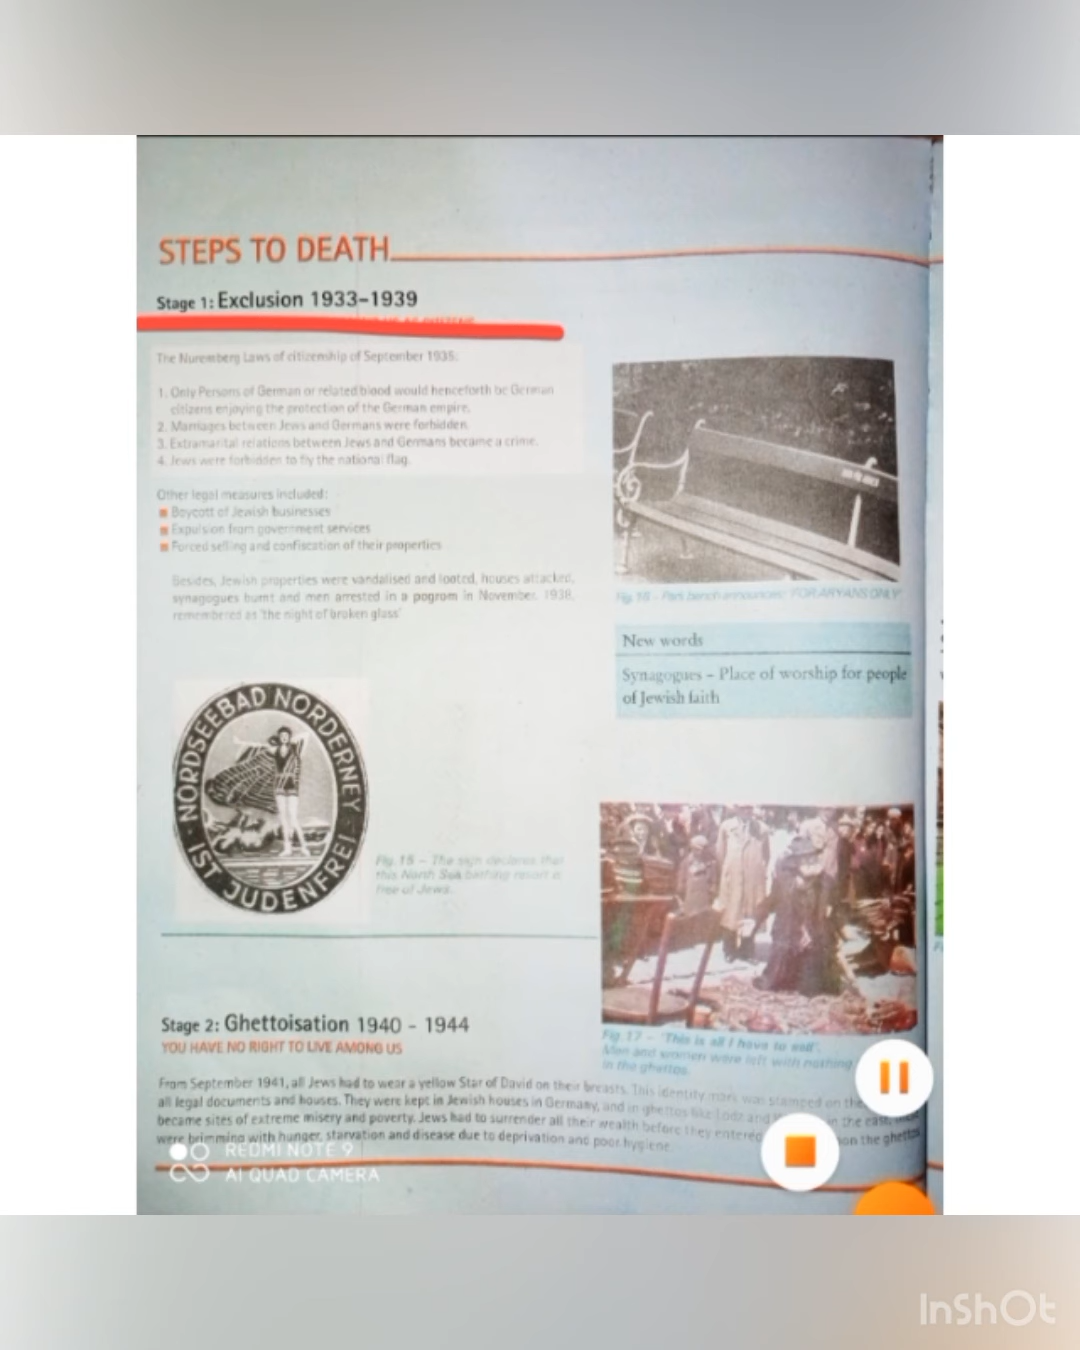 STEPS TO DEATH
Stage 1: Exclusion 1933–1939
The Nuremberg Laws of citizenship of September 1935:
1. Only Persons of German or related blood would henceforth be German
citizens enjoying the protection of the German empire.
2. Marriages between Jews and Germans were forbidden.
3. Extramarital relations between Jews and Germans became a crime.
4. Jews were forbidden to fly the national flag.
Other legal measures included:
Boycott of Jewish businesses
Expulsion from government services
Forced selling and confiscation of their properties
Besides, Jewish properties were vandalised and looted, houses attacked,
synagogues burnt and men arrested in a pogrom in November. 1938,
remembered as 'the night of broken glass'
Fig.16 – Park bench announces: 'FOR ARYANS ONLY'
New words
Synagogues – Place of worship for people
of Jewish faith
NORDSEEBAD NORDERNEY
IST JUDENFREI
Fig.15 – The sign declares that
this North Sea bathing resort is
free of Jews.
Fig.17 – 'This is all I have to sell'.
Men and women were left with nothing
in the ghettos.
Stage 2: Ghettoisation 1940 - 1944
YOU HAVE NO RIGHT TO LIVE AMONG US
From September 1941, all Jews had to wear a yellow Star of David on their breasts. This identity mark was stamped on the
all legal documents and houses. They were kept in Jewish houses in Germany, and in ghettos like Lodz and in the east.
became sites of extreme misery and poverty. Jews had to surrender all their wealth before they entered the ghettos
were brimming with hunger, starvation and disease due to deprivation and poor hygiene.
REDMI NOTE 9
AI QUAD CAMERA
InShOt